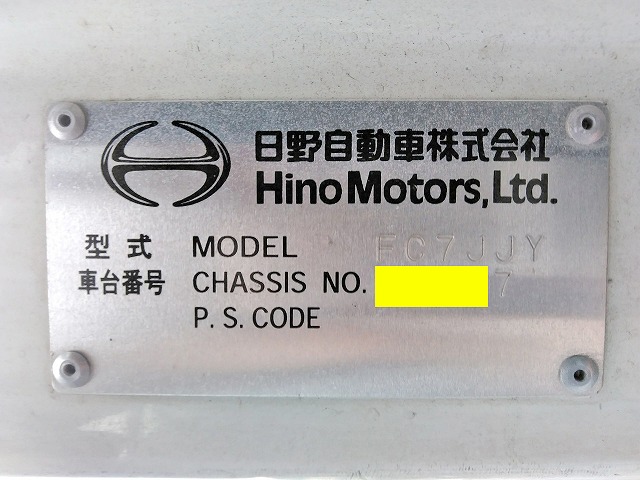 日野自動車株式会社
Hino Motors, Ltd.
型式 MODEL FC7JJY
車台番号 CHASSIS NO. 7
P.S.CODE